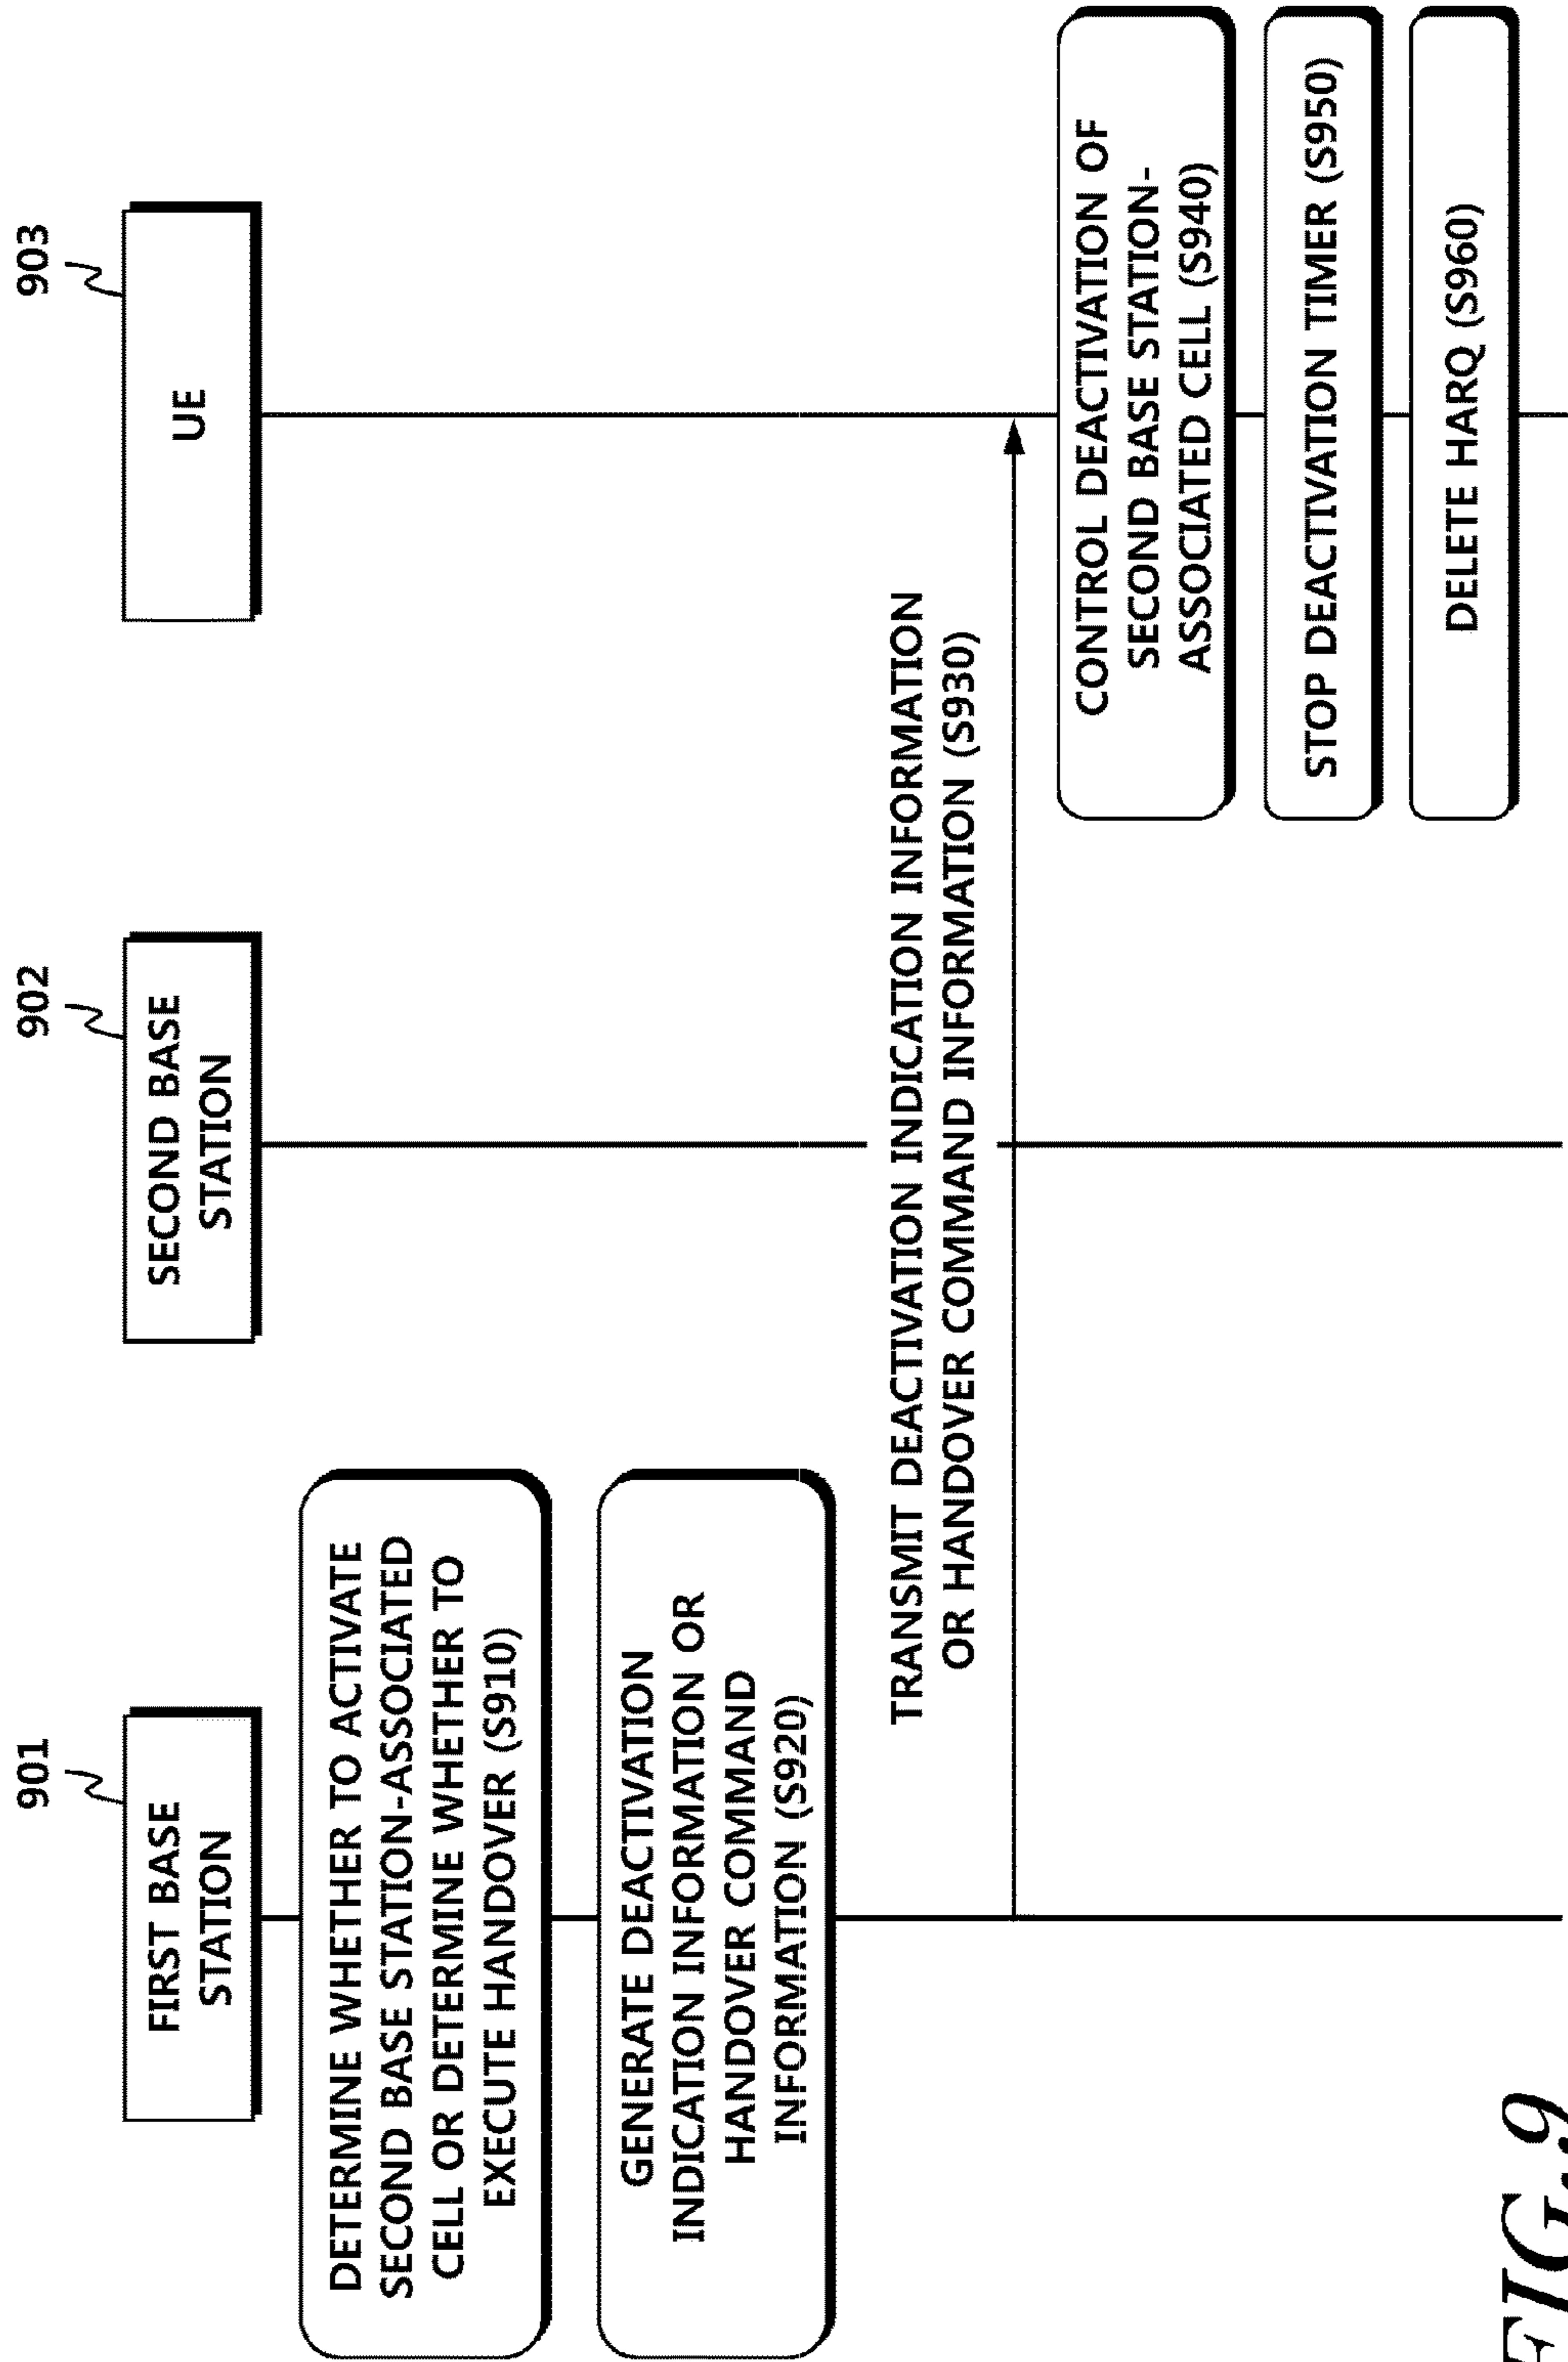 901
902
903
FIRST BASE
STATION
SECOND BASE
STATION
UE
DETERMINE WHETHER TO ACTIVATE
SECOND BASE STATION-ASSOCIATED
CELL OR DETERMINE WHETHER TO
EXECUTE HANDOVER (S910)
GENERATE DEACTIVATION
INDICATION INFORMATION OR
HANDOVER COMMAND
INFORMATION (S920)
TRANSMIT DEACTIVATION INDICATION INFORMATION
OR HANDOVER COMMAND INFORMATION (S930)
CONTROL DEACTIVATION OF
SECOND BASE STATION-
ASSOCIATED CELL (S940)
STOP DEACTIVATION TIMER (S950)
DELETE HARQ (S960)
FIG.9